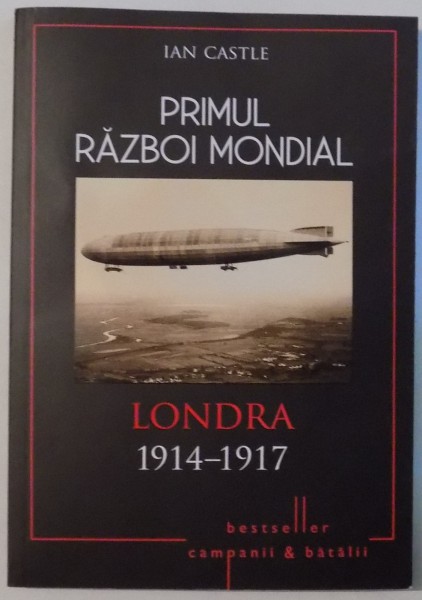 IAN CASTLE
PRIMUL
RĂZBOI MONDIAL
LONDRA
1914–1917
bestseller
campanii & bătălii